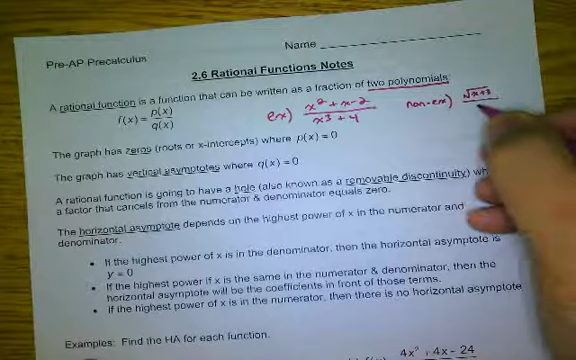 Pre-AP Precalculus
Name
2.6 Rational Functions Notes
A rational function is a function that can be written as a fraction of two polynomials.
f(x) = p(x)/q(x) ex) x² + x - 2 / x³ + 4 non-ex)
The graph has zeros (roots or x-intercepts) where p(x) = 0
The graph has vertical asymptotes where q(x) = 0
A rational function is going to have a hole (also known as a removable discontinuity)
a factor that cancels from the numerator & denominator equals zero.
The horizontal asymptote depends on the highest power of x in the numerator and
denominator.
• If the highest power of x is in the denominator, then the horizontal asymptote is
y = 0
• If the highest power if x is the same in the numerator & denominator, then the
horizontal asymptote will be the coefficients in front of those terms.
• If the highest power of x is in the numerator, then there is no horizontal asymptote
Examples: Find the HA for each function.
4x² + 4x - 24